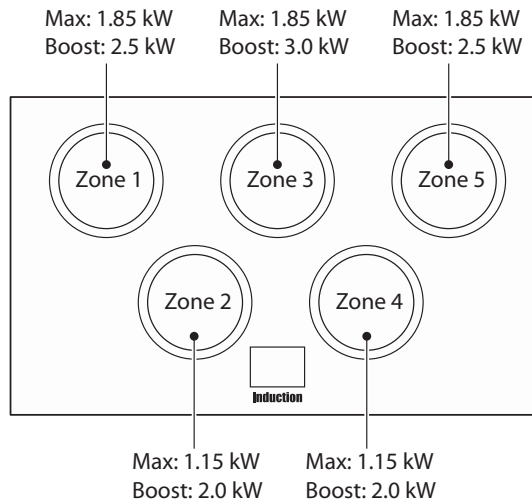 Max: 1.85 kW
Boost: 2.5 kW
Max: 1.85 kW
Boost: 3.0 kW
Max: 1.85 kW
Boost: 2.5 kW
Zone 1
Zone 3
Zone 5
Zone 2
Zone 4
Induction
Max: 1.15 kW
Boost: 2.0 kW
Max: 1.15 kW
Boost: 2.0 kW